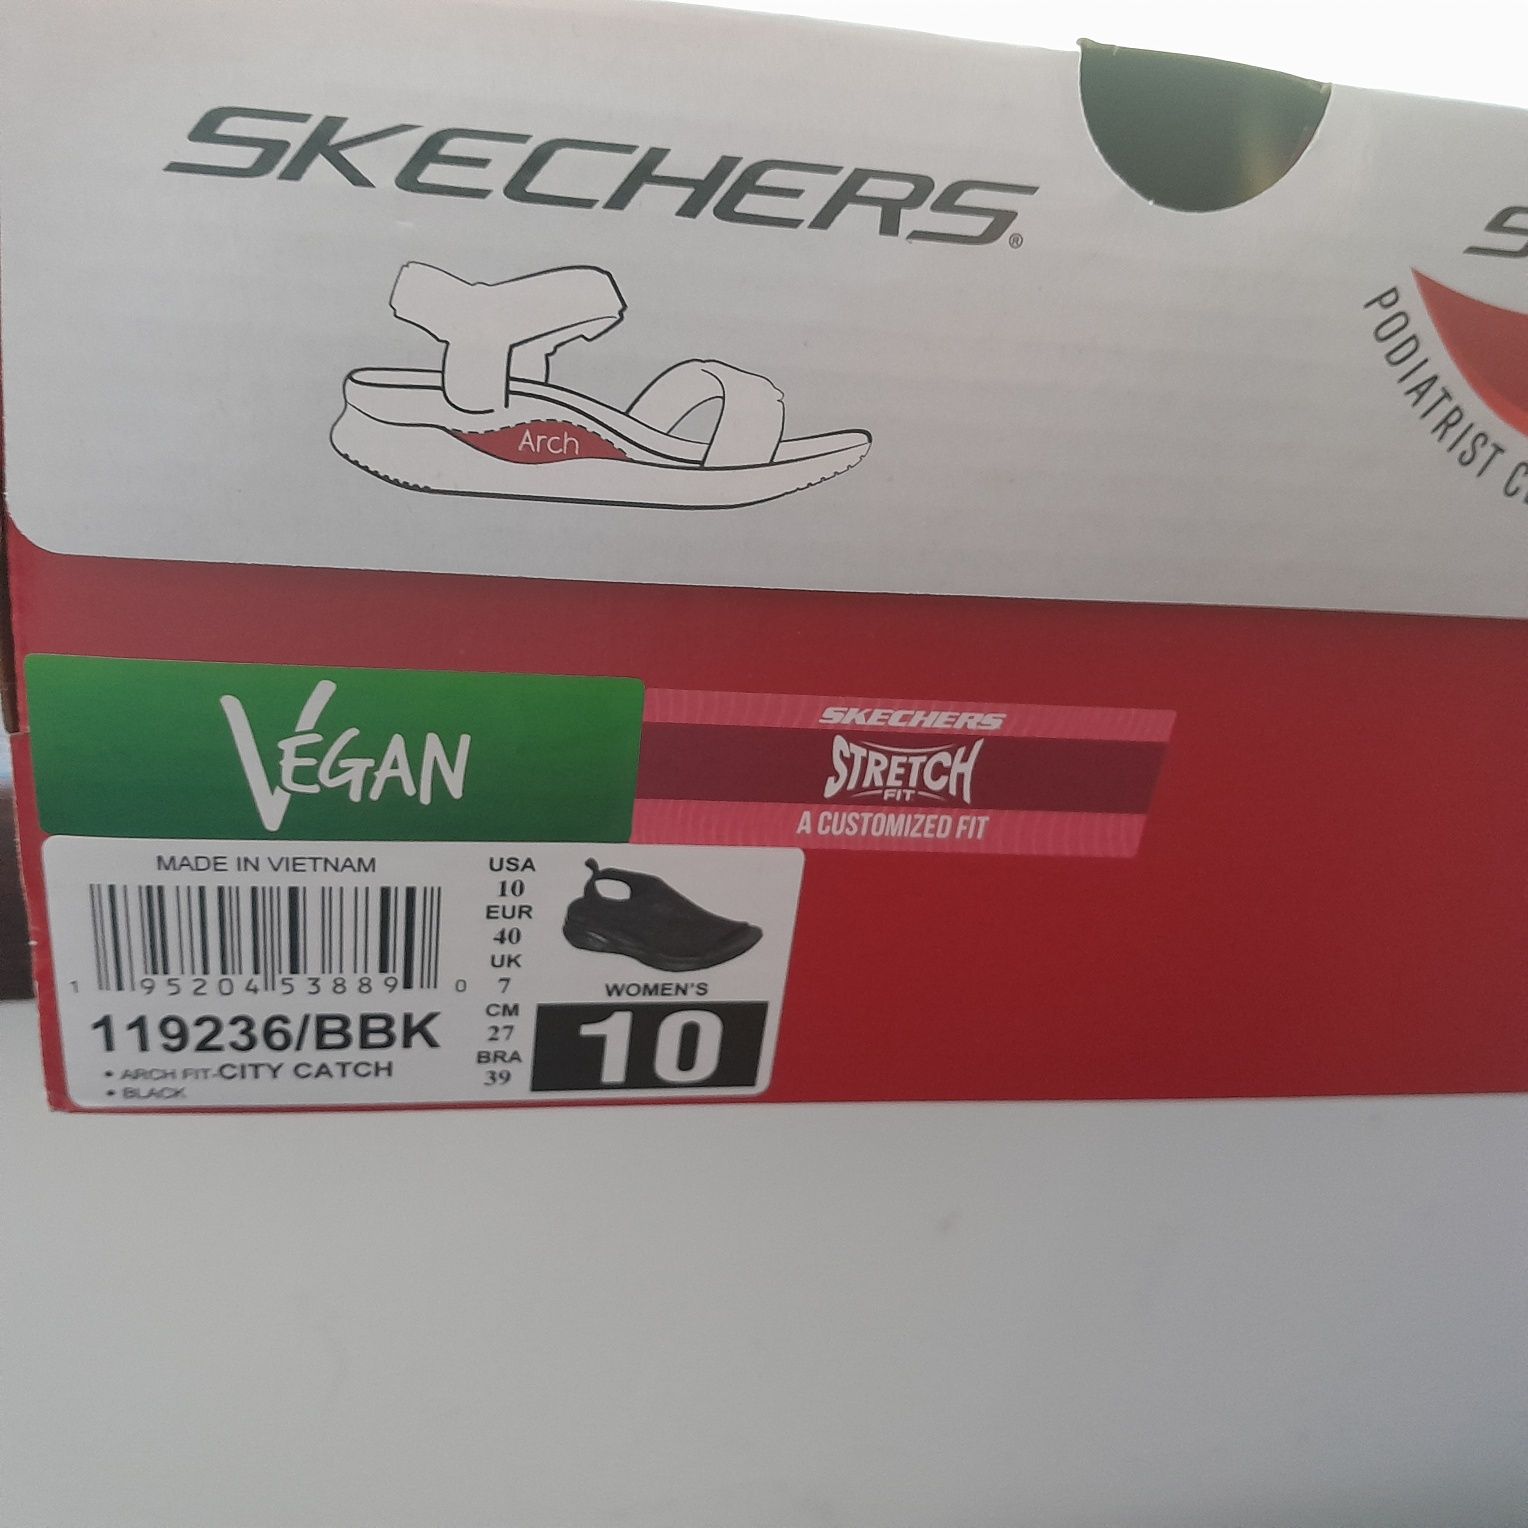 SKECHERS®
Arch
S
PODIATRIST
VEGAN
SKECHERS
STRETCH
FIT
A CUSTOMIZED FIT
MADE IN VIETNAM
1 95204 53889 0
119236/BBK
• ARCH FIT-CITY CATCH
• BLACK
USA
10
EUR
40
UK
7
CM
27
BRA
39
WOMEN'S
10